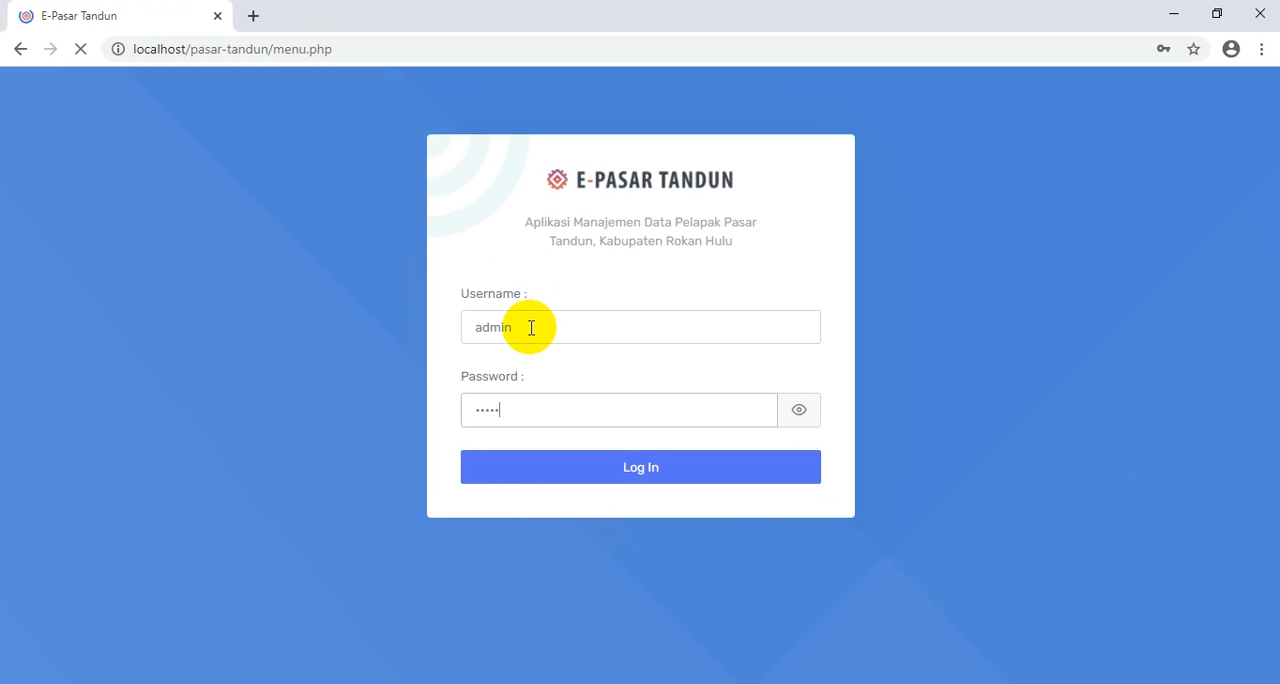 E-Pasar Tandun
localhost/pasar-tandun/menu.php
E-PASAR TANDUN
Aplikasi Manajemen Data Pelapak Pasar
Tandun, Kabupaten Rokan Hulu
Username :
admin
Password :
•••••
Log In